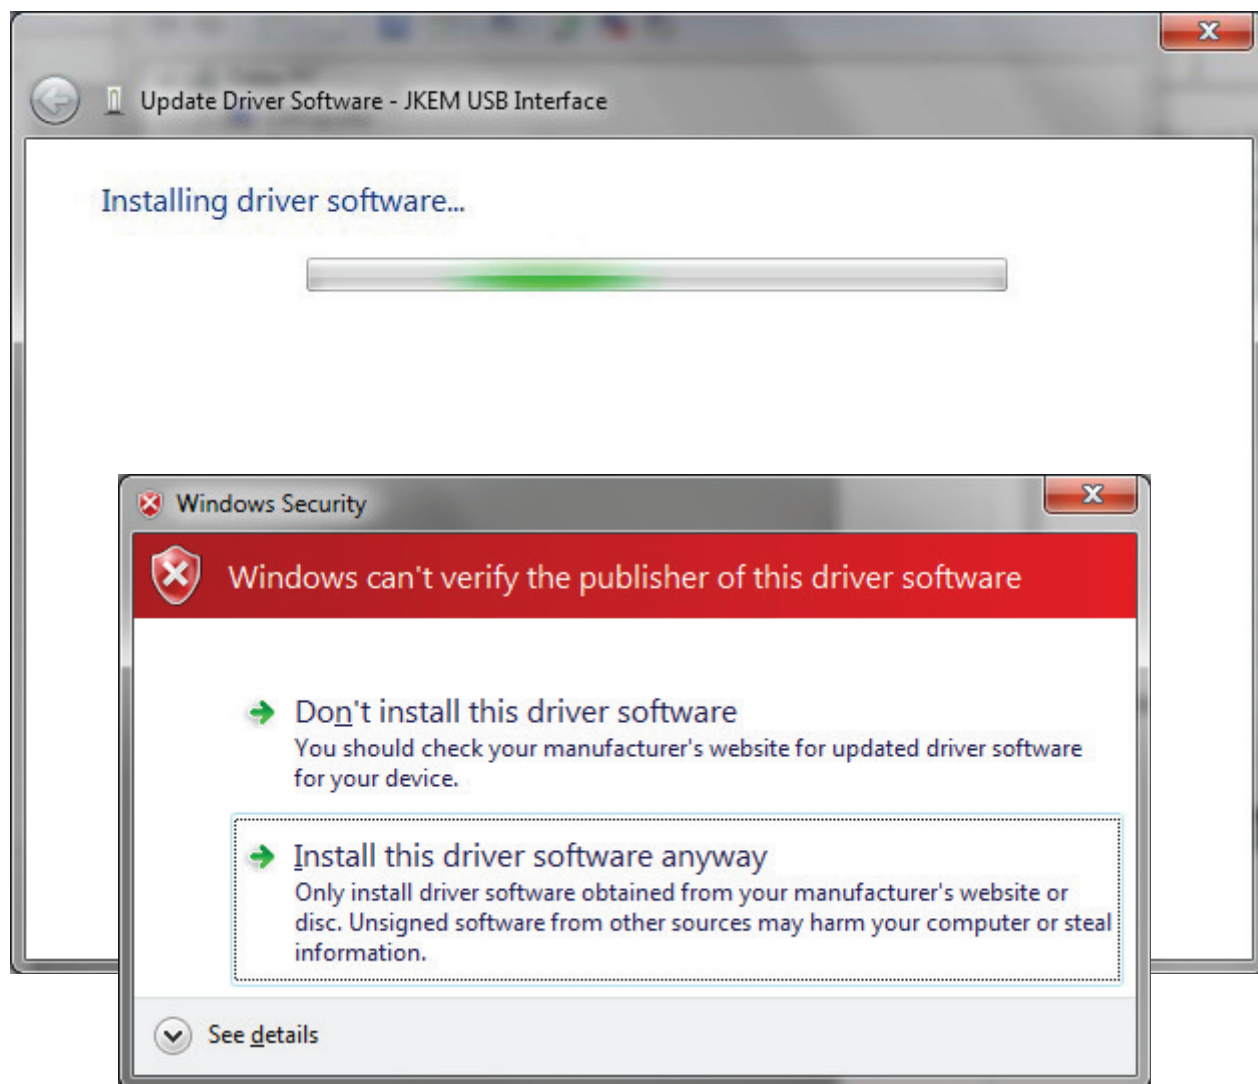 Update Driver Software - JKEM USB Interface
Installing driver software...
Windows Security
Windows can't verify the publisher of this driver software
Don't install this driver software
You should check your manufacturer's website for updated driver software
for your device.
Install this driver software anyway
Only install driver software obtained from your manufacturer's website or
disc. Unsigned software from other sources may harm your computer or steal
information.
See details